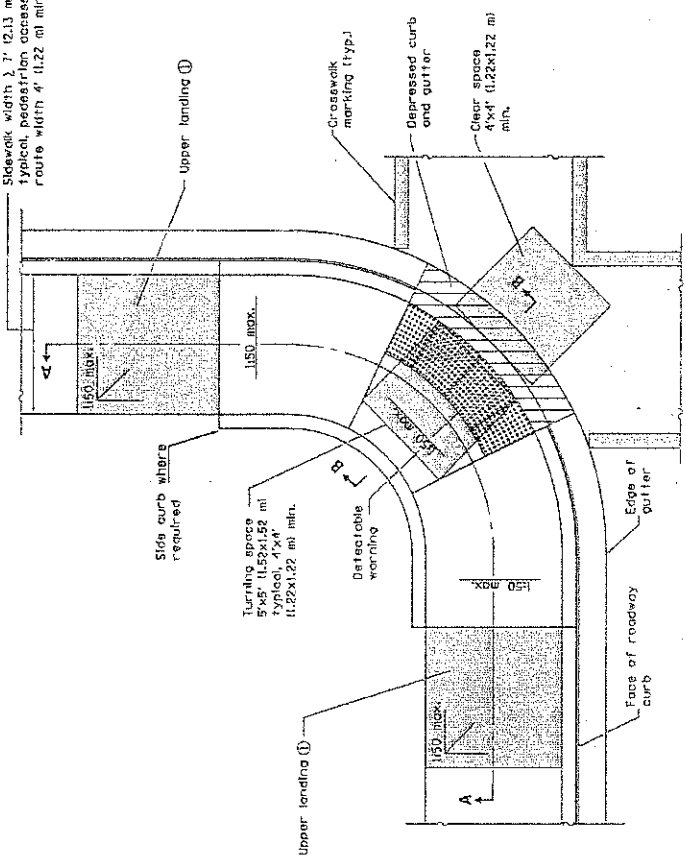 Sidewalk width ≥ 7' (2.13 m
typical, pedestrian access
route width 4' (1.22 m) min
Upper landing ①
Crosswalk
marking (typ.)
Depressed curb
and gutter
Clear space
4'x4' (1.22x1.22 m)
min.
A
1:50 max.
1:50 max.
Side curb where
required
B
B
Turning space
5'x5' (1.52x1.52 m)
typical, 4'x4'
(1.22x1.22 m) min.
1:50 max.
Detectable
warning
Upper landing ①
1:50 max.
1:50 max.
A
Face of roadway
curb
Edge of
gutter